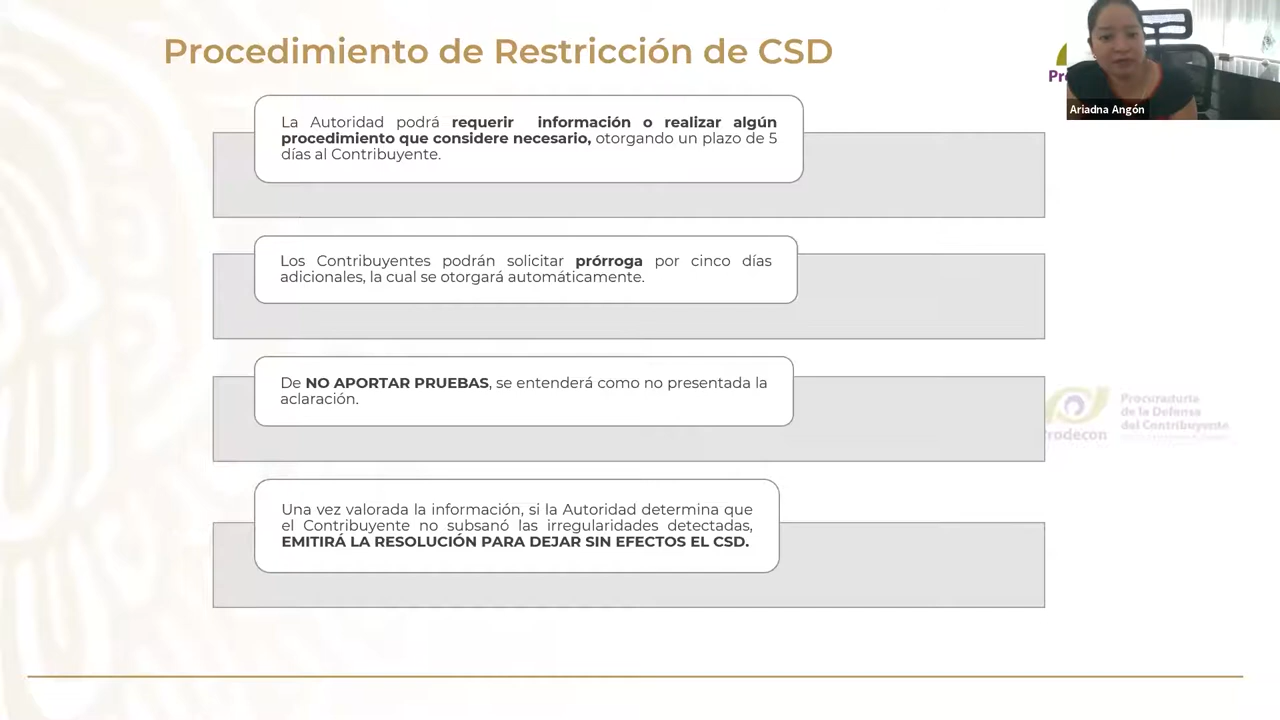 Procedimiento de Restricción de CSD
Ariadna Angón
La Autoridad podrá requerir información o realizar algún
procedimiento que considere necesario, otorgando un plazo de 5
días al Contribuyente.
Los Contribuyentes podrán solicitar prórroga por cinco días
adicionales, la cual se otorgará automáticamente.
De NO APORTAR PRUEBAS, se entenderá como no presentada la
aclaración.
Procuraduría
de la Defensa
del Contribuyente
rodecon
Una vez valorada la información, si la Autoridad determina que
el Contribuyente no subsanó las irregularidades detectadas,
EMITIRÁ LA RESOLUCIÓN PARA DEJAR SIN EFECTOS EL CSD.